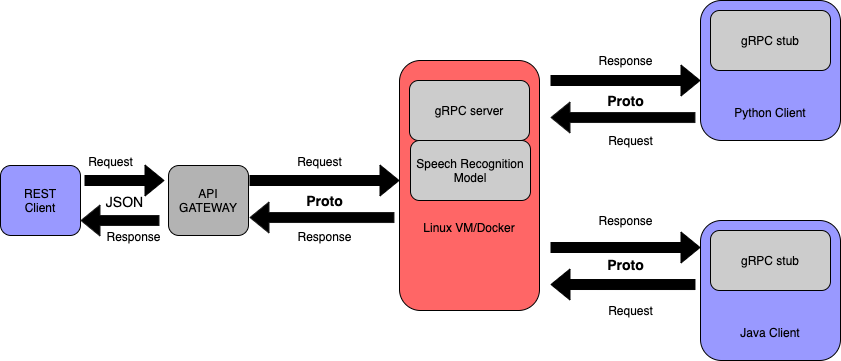 REST
Client
Request
JSON
Response
API
GATEWAY
Request
Proto
Response
gRPC server
Speech Recognition
Model
Linux VM/Docker
Response
Proto
Request
gRPC stub
Python Client
Response
Proto
Request
gRPC stub
Java Client